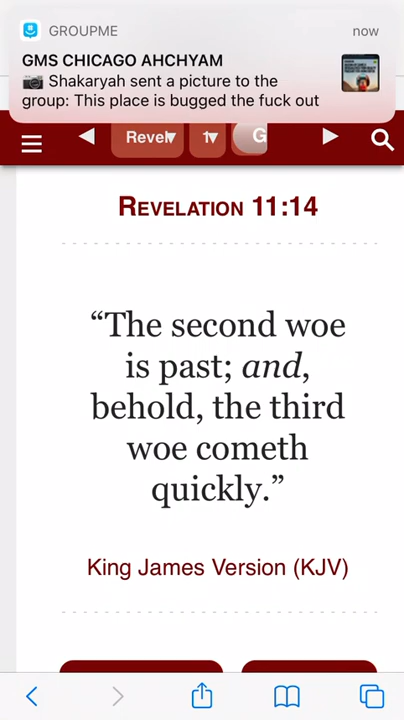 GROUPME
now
GMS CHICAGO AHCHYAM
📷 Shakaryah sent a picture to the
group: This place is bugged the fuck out
Revel
1
G
REVELATION 11:14
“The second woe
is past; and,
behold, the third
woe cometh
quickly.”
King James Version (KJV)